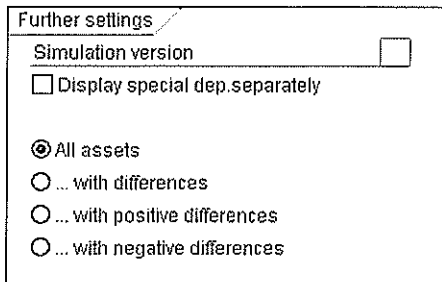 Further settings
Simulation version
Display special dep.separately
All assets
... with differences
... with positive differences
... with negative differences